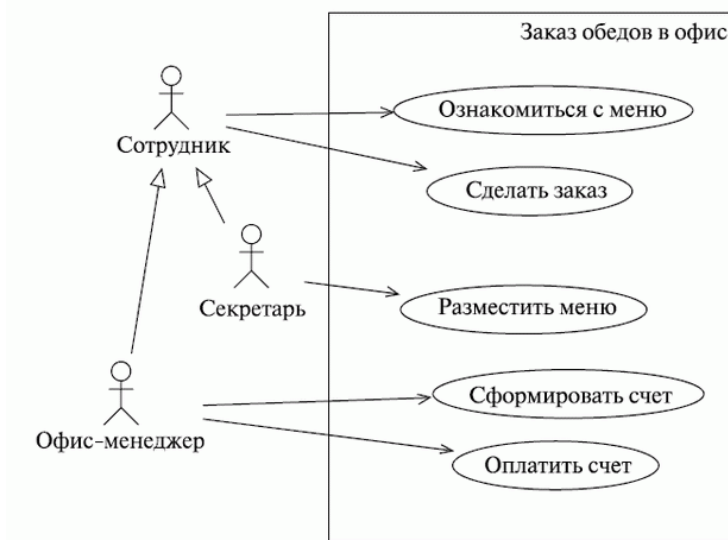 Заказ обедов в офис
Ознакомиться с меню
Сотрудник
Сделать заказ
Секретарь
Разместить меню
Сформировать счет
Офис-менеджер
Оплатить счет